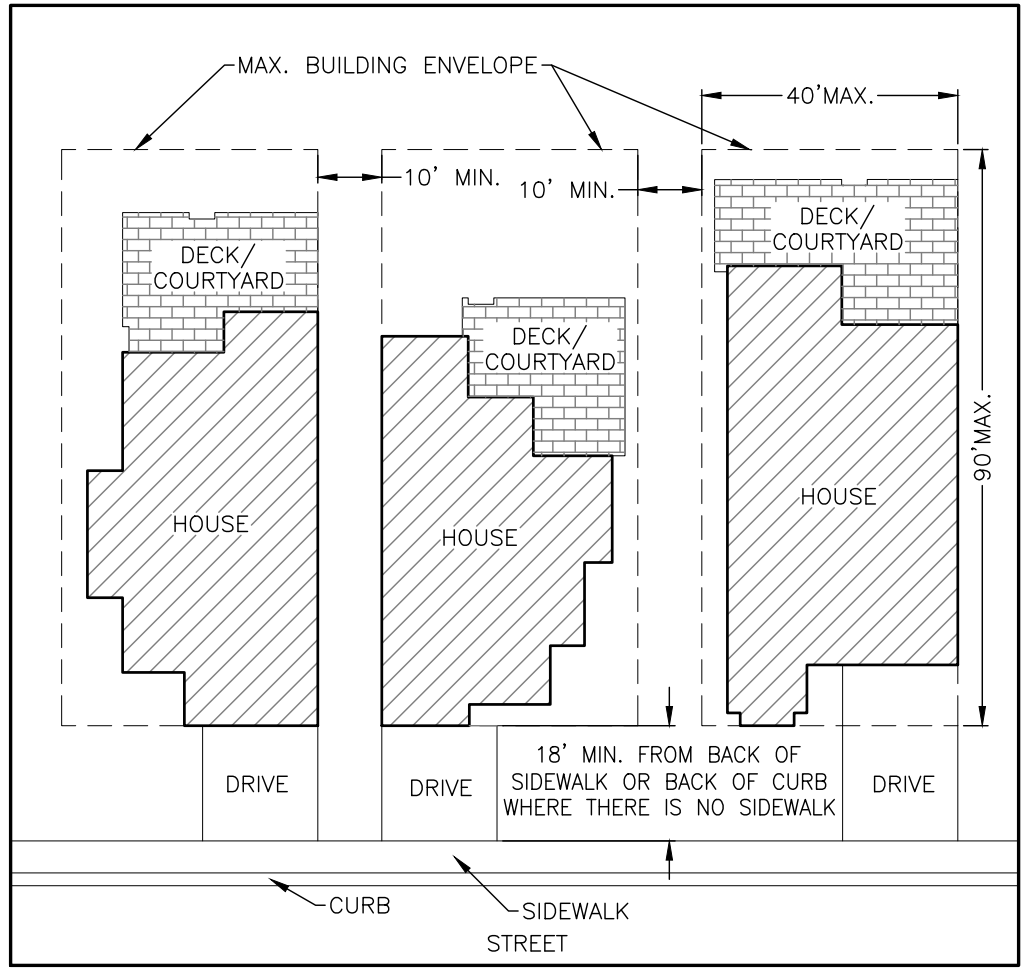 MAX. BUILDING ENVELOPE
40'MAX.
10' MIN.
10' MIN.
DECK/
COURTYARD
DECK/
COURTYARD
DECK/
COURTYARD
90'MAX.
HOUSE
HOUSE
HOUSE
18' MIN. FROM BACK OF
SIDEWALK OR BACK OF CURB
WHERE THERE IS NO SIDEWALK
DRIVE
DRIVE
DRIVE
CURB
SIDEWALK
STREET